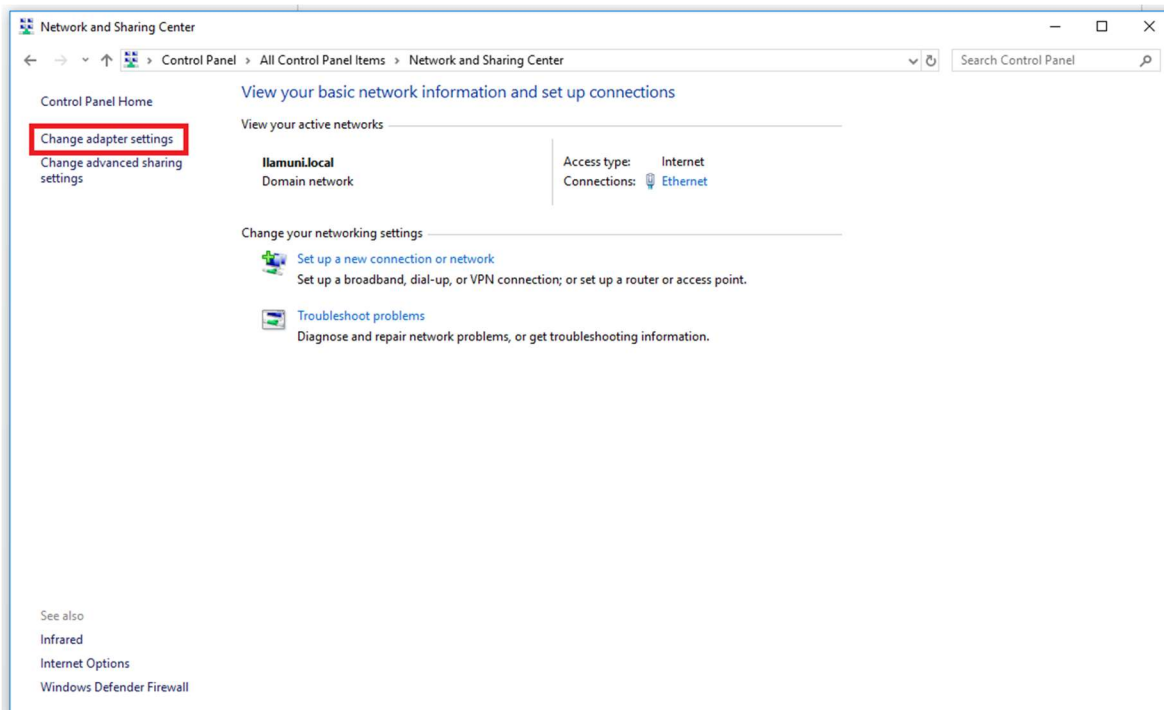 Network and Sharing Center
Control Panel > All Control Panel Items > Network and Sharing Center
Search Control Panel
Control Panel Home
Change adapter settings
Change advanced sharing
settings
View your basic network information and set up connections
View your active networks
llamuni.local
Domain network
Access type: Internet
Connections: Ethernet
Change your networking settings
Set up a new connection or network
Set up a broadband, dial-up, or VPN connection; or set up a router or access point.
Troubleshoot problems
Diagnose and repair network problems, or get troubleshooting information.
See also
Infrared
Internet Options
Windows Defender Firewall